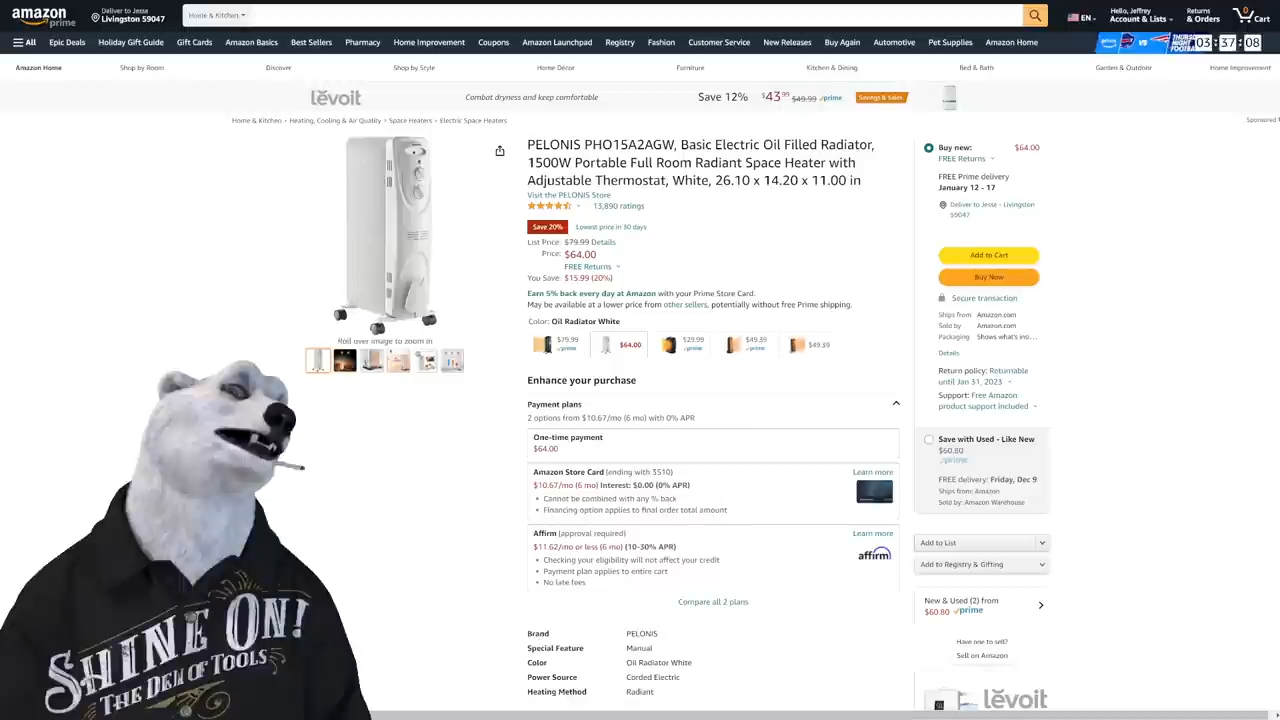 amazon prime
Deliver to Jesse
Livingston 59047
Home & Kitchen
EN
Hello, Jeffrey
Account & Lists
Returns
& Orders
0
Cart
All
Epic Deals
Holiday Gift Guide
Gift Cards
Amazon Basics
Best Sellers
Pharmacy
Home Improvement
Coupons
Amazon Launchpad
Registry
Fashion
Customer Service
New Releases
Buy Again
Automotive
Pet Supplies
Amazon Home
prime
03:37:08
Amazon Home
Shop by Room
Discover
Shop by Style
Home Décor
Furniture
Kitchen & Dining
Bed & Bath
Garden & Outdoor
Home Improvement
levoit
Combat dryness and keep comfortable
Save 12%
$43.99 $49.99 prime
Savings & Sales
Home & Kitchen › Heating, Cooling & Air Quality › Space Heaters › Electric Space Heaters
Sponsored
PELONIS PHO15A2AGW, Basic Electric Oil Filled Radiator,
1500W Portable Full Room Radiant Space Heater with
Adjustable Thermostat, White, 26.10 x 14.20 x 11.00 in
Visit the PELONIS Store
13,890 ratings
Save 20% Lowest price in 30 days
List Price: $79.99 Details
Price: $64.00
FREE Returns
You Save: $15.99 (20%)
Earn 5% back every day at Amazon with your Prime Store Card.
May be available at a lower price from other sellers, potentially without free Prime shipping.
Color: Oil Radiator White
$79.99 prime
$64.00
$29.99 prime
$49.39 prime
$49.39
Roll over image to zoom in
Enhance your purchase
Payment plans
2 options from $10.67/mo (6 mo) with 0% APR
One-time payment
$64.00
Amazon Store Card (ending with 3510) Learn more
$10.67/mo (6 mo) Interest: $0.00 (0% APR)
• Cannot be combined with any % back
• Financing option applies to final order total amount
Affirm (approval required) Learn more
$11.62/mo or less (6 mo) (10-30% APR)
affirm
• Checking your eligibility will not affect your credit
• Payment plan applies to entire cart
• No late fees
Compare all 2 plans
Brand PELONIS
Special Feature Manual
Color Oil Radiator White
Power Source Corded Electric
Heating Method Radiant
Buy new: $64.00
FREE Returns
FREE Prime delivery
January 12 - 17
Deliver to Jesse - Livingston
59047
Add to Cart
Buy Now
Secure transaction
Ships from Amazon.com
Sold by Amazon.com
Packaging Shows what's insi...
Details
Return policy: Returnable
until Jan 31, 2023
Support: Free Amazon
product support included
Save with Used - Like New
$60.80
prime
FREE delivery: Friday, Dec 9
Ships from: Amazon
Sold by: Amazon Warehouse
Add to List
Add to Registry & Gifting
New & Used (2) from
$60.80 prime
Have one to sell?
Sell on Amazon
levoit
SHINE ON!
TOOLS